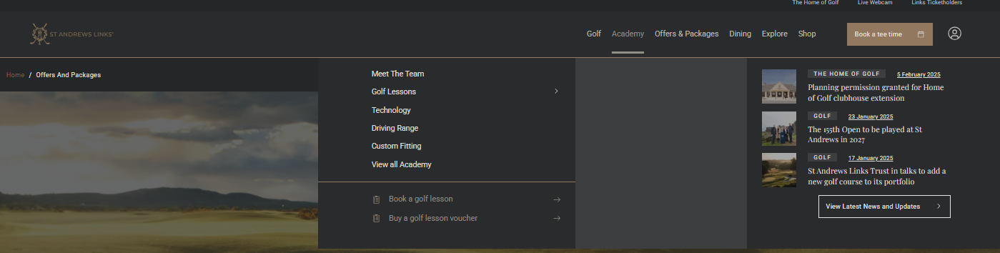 The Home of Golf Live Webcam Links Ticketholders
ST ANDREWS LINKS
Golf Academy Offers & Packages Dining Explore Shop Book a tee time
Home / Offers And Packages
Meet The Team
Golf Lessons
Technology
Driving Range
Custom Fitting
View all Academy
Book a golf lesson
Buy a golf lesson voucher
THE HOME OF GOLF 5 February 2025
Planning permission granted for Home
of Golf clubhouse extension
GOLF 23 January 2025
The 155th Open to be played at St
Andrews in 2027
GOLF 17 January 2025
St Andrews Links Trust in talks to add a
new golf course to its portfolio
View Latest News and Updates